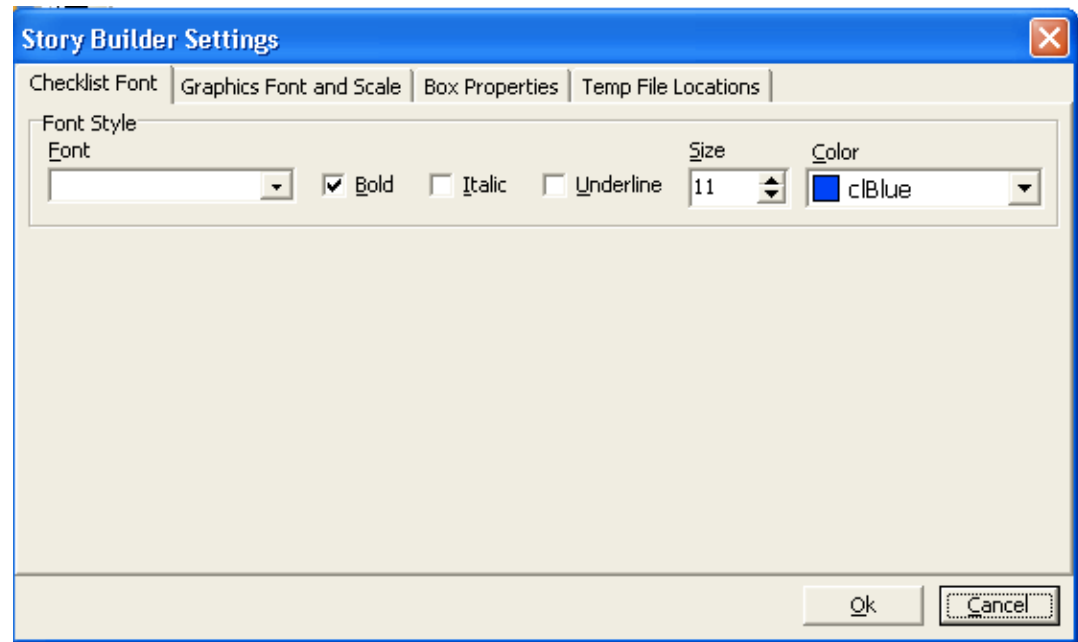 Story Builder Settings
Checklist Font Graphics Font and Scale Box Properties Temp File Locations
Font Style
Font Size Color
Bold Italic Underline 11 clBlue
Ok Cancel